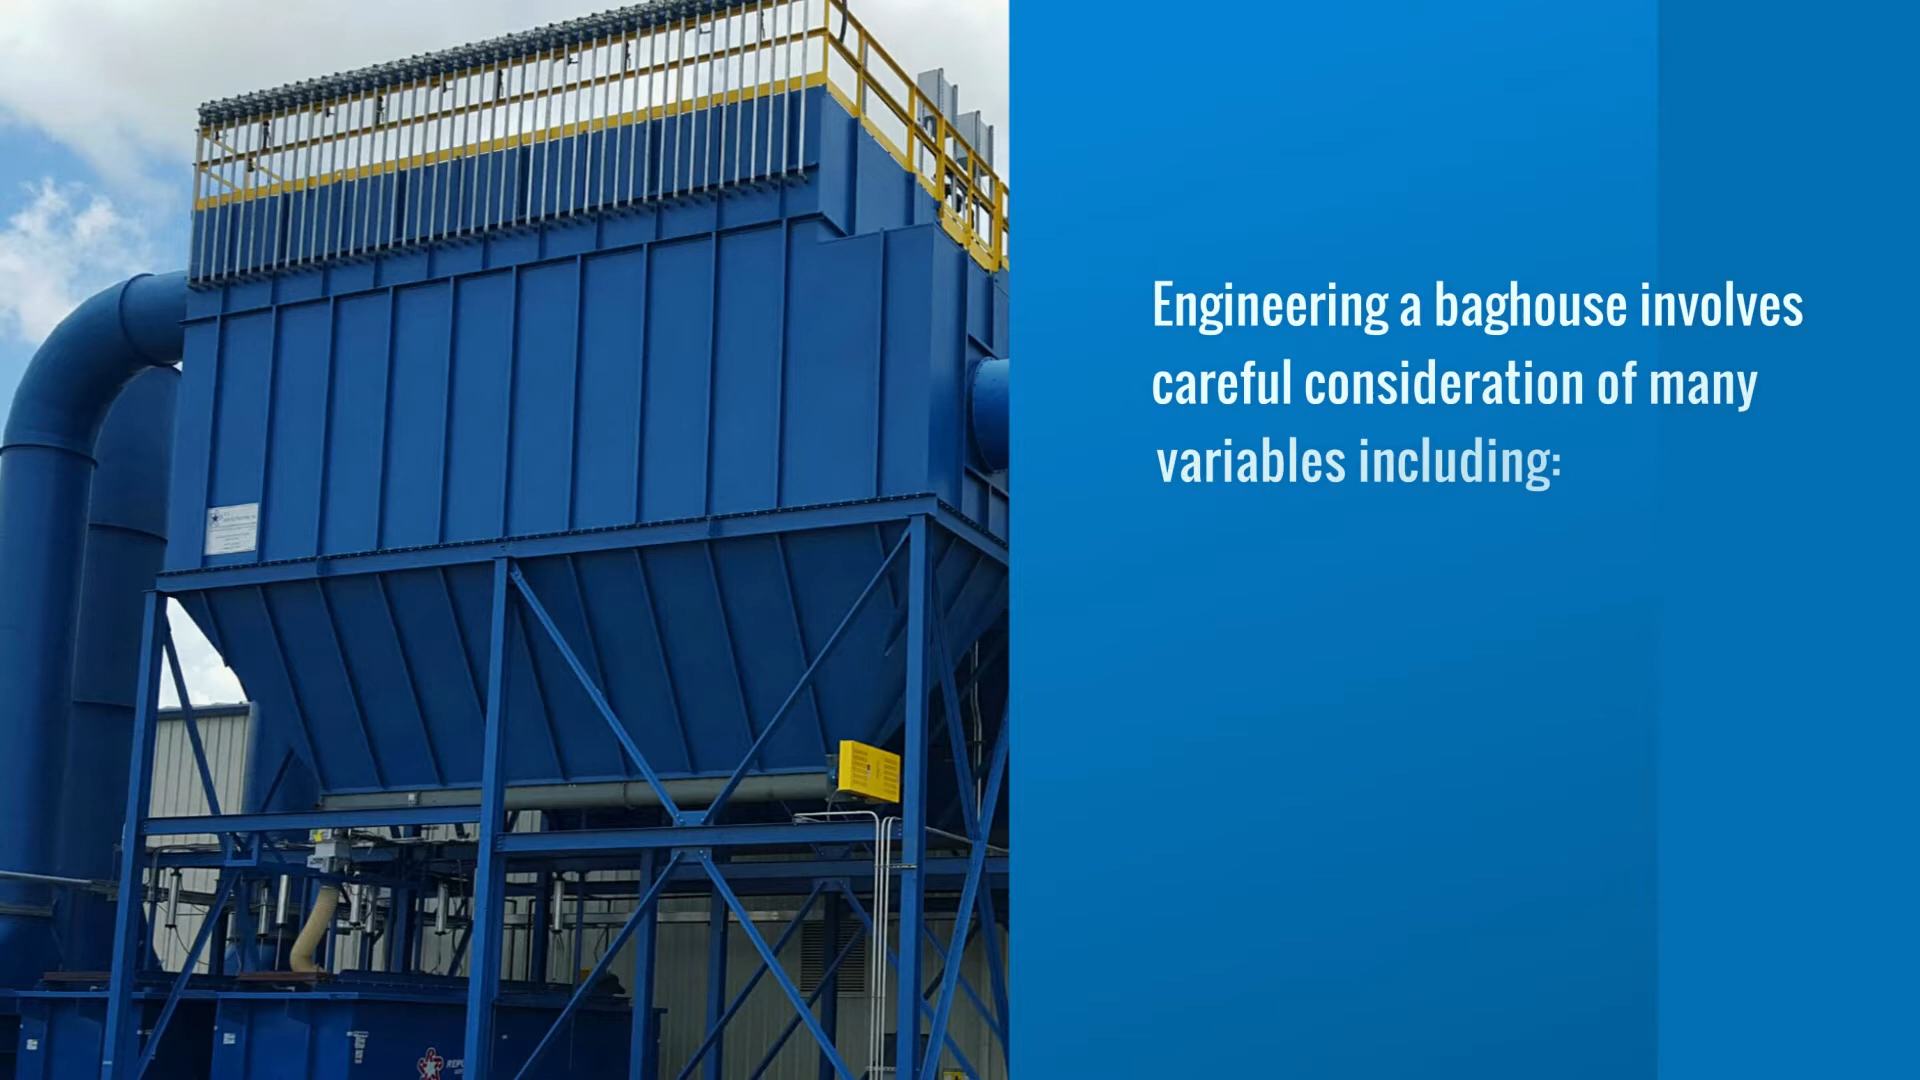 Engineering a baghouse involves
careful consideration of many
variables including: